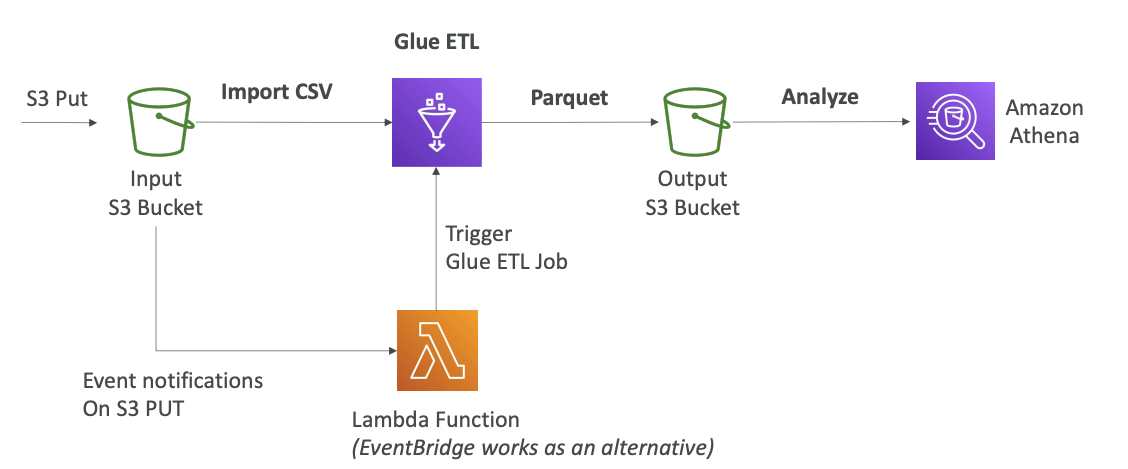 Glue ETL
S3 Put
Import CSV
Parquet
Analyze
Amazon
Athena
Input
S3 Bucket
Output
S3 Bucket
Trigger
Glue ETL Job
Event notifications
On S3 PUT
Lambda Function
(EventBridge works as an alternative)